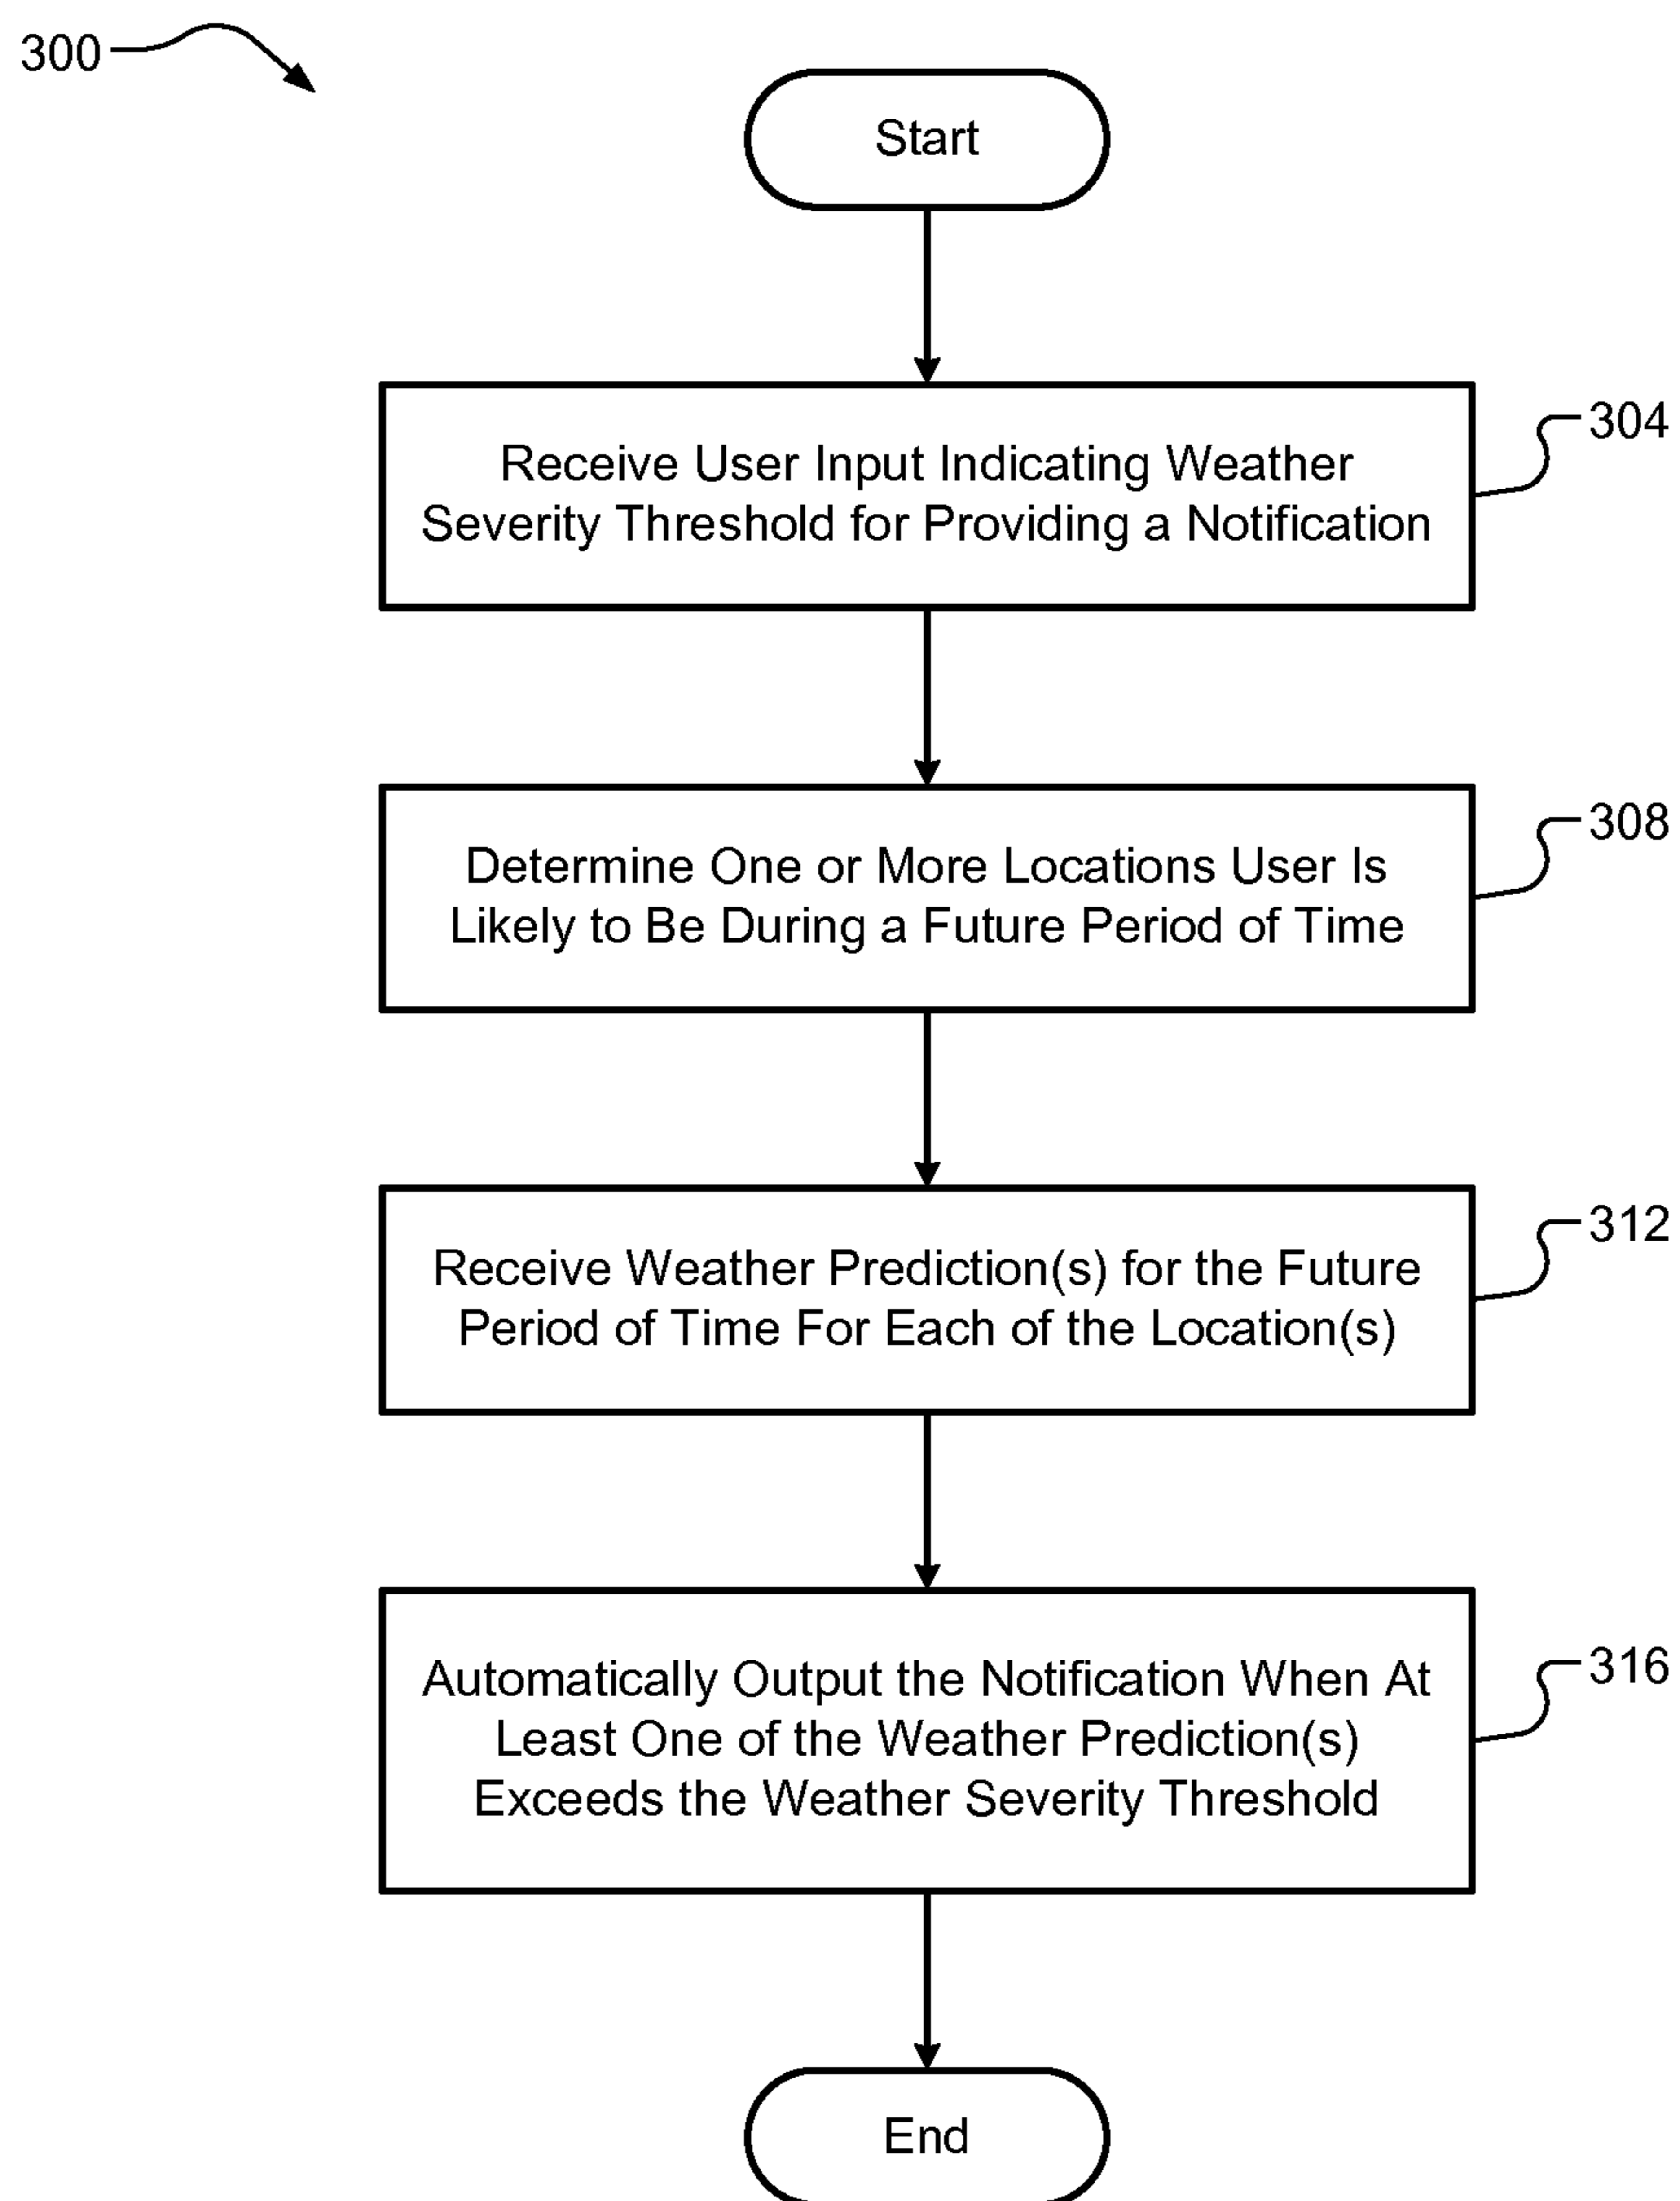 300
Start
Receive User Input Indicating Weather
Severity Threshold for Providing a Notification
304
Determine One or More Locations User Is
Likely to Be During a Future Period of Time
308
Receive Weather Prediction(s) for the Future
Period of Time For Each of the Location(s)
312
Automatically Output the Notification When At
Least One of the Weather Prediction(s)
Exceeds the Weather Severity Threshold
316
End